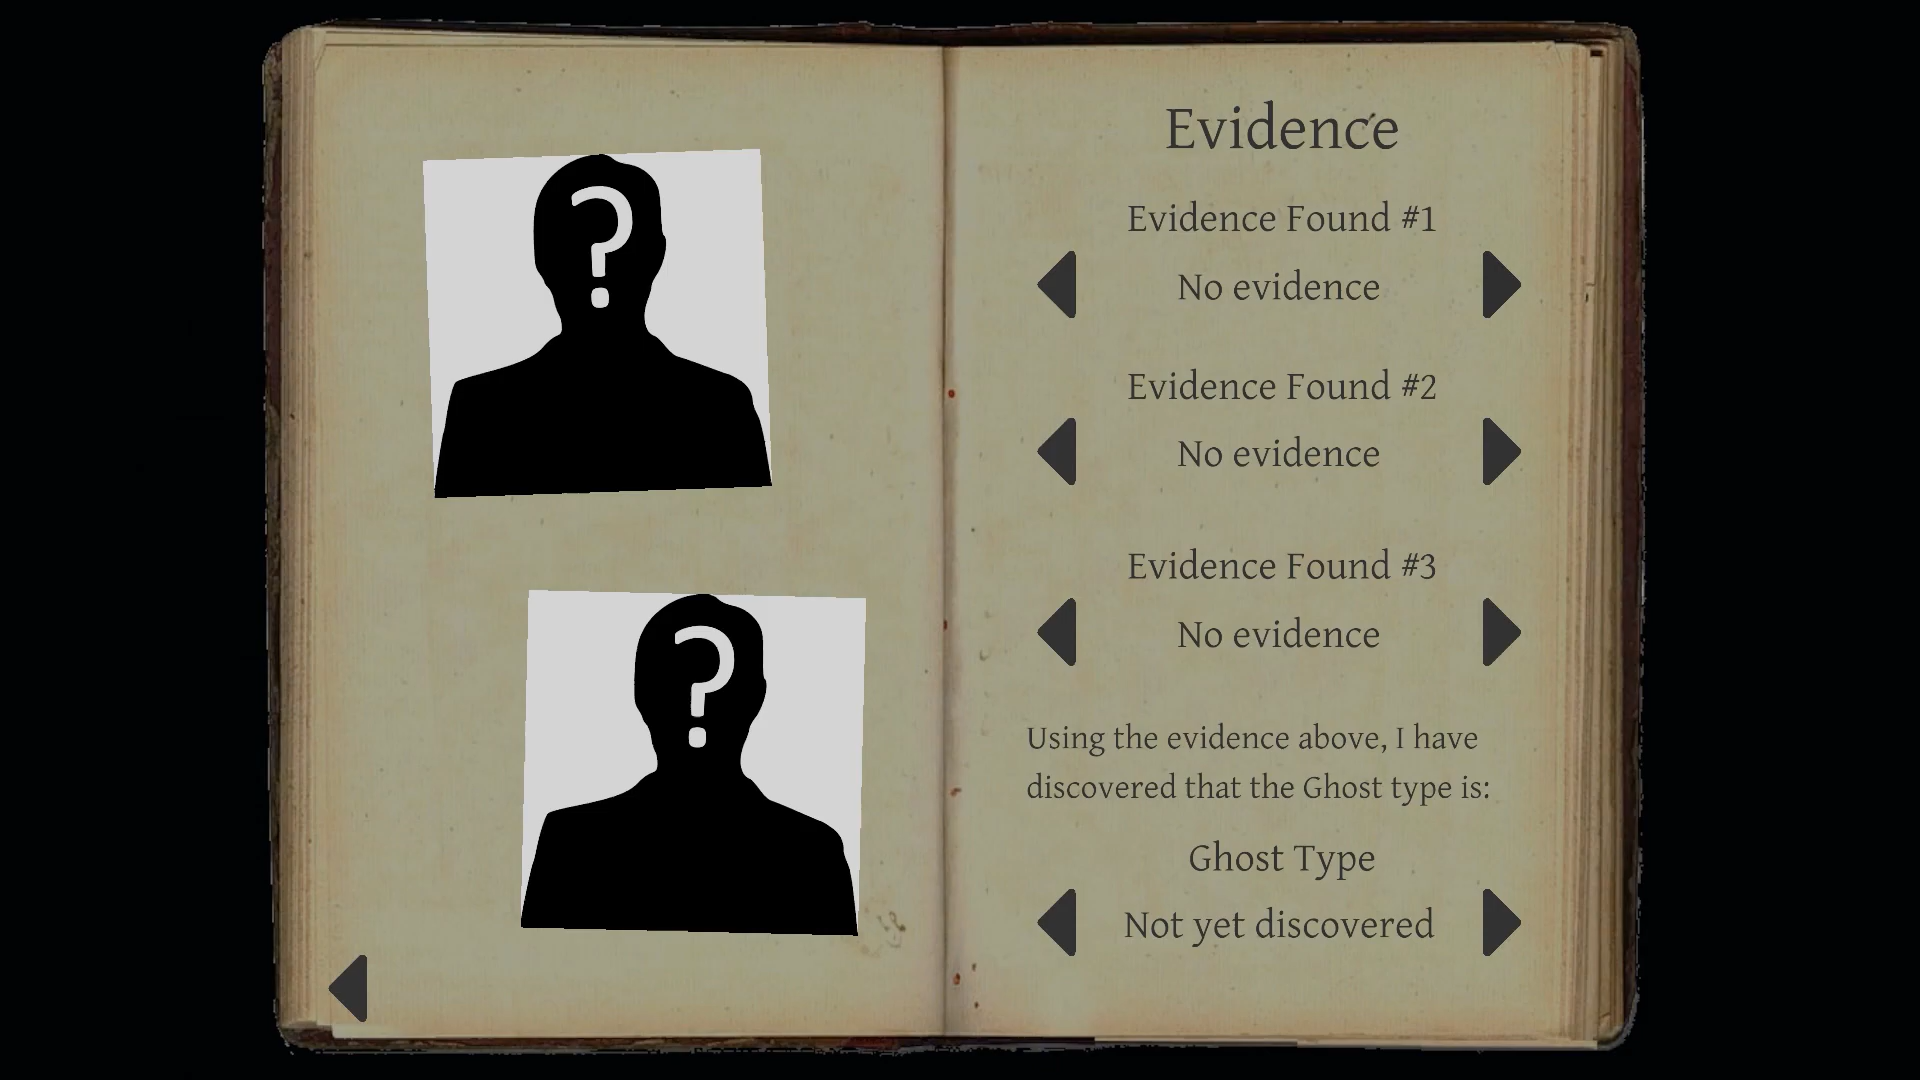 ?
?
Evidence
Evidence Found #1
No evidence
Evidence Found #2
No evidence
Evidence Found #3
No evidence
Using the evidence above, I have
discovered that the Ghost type is:
Ghost Type
Not yet discovered